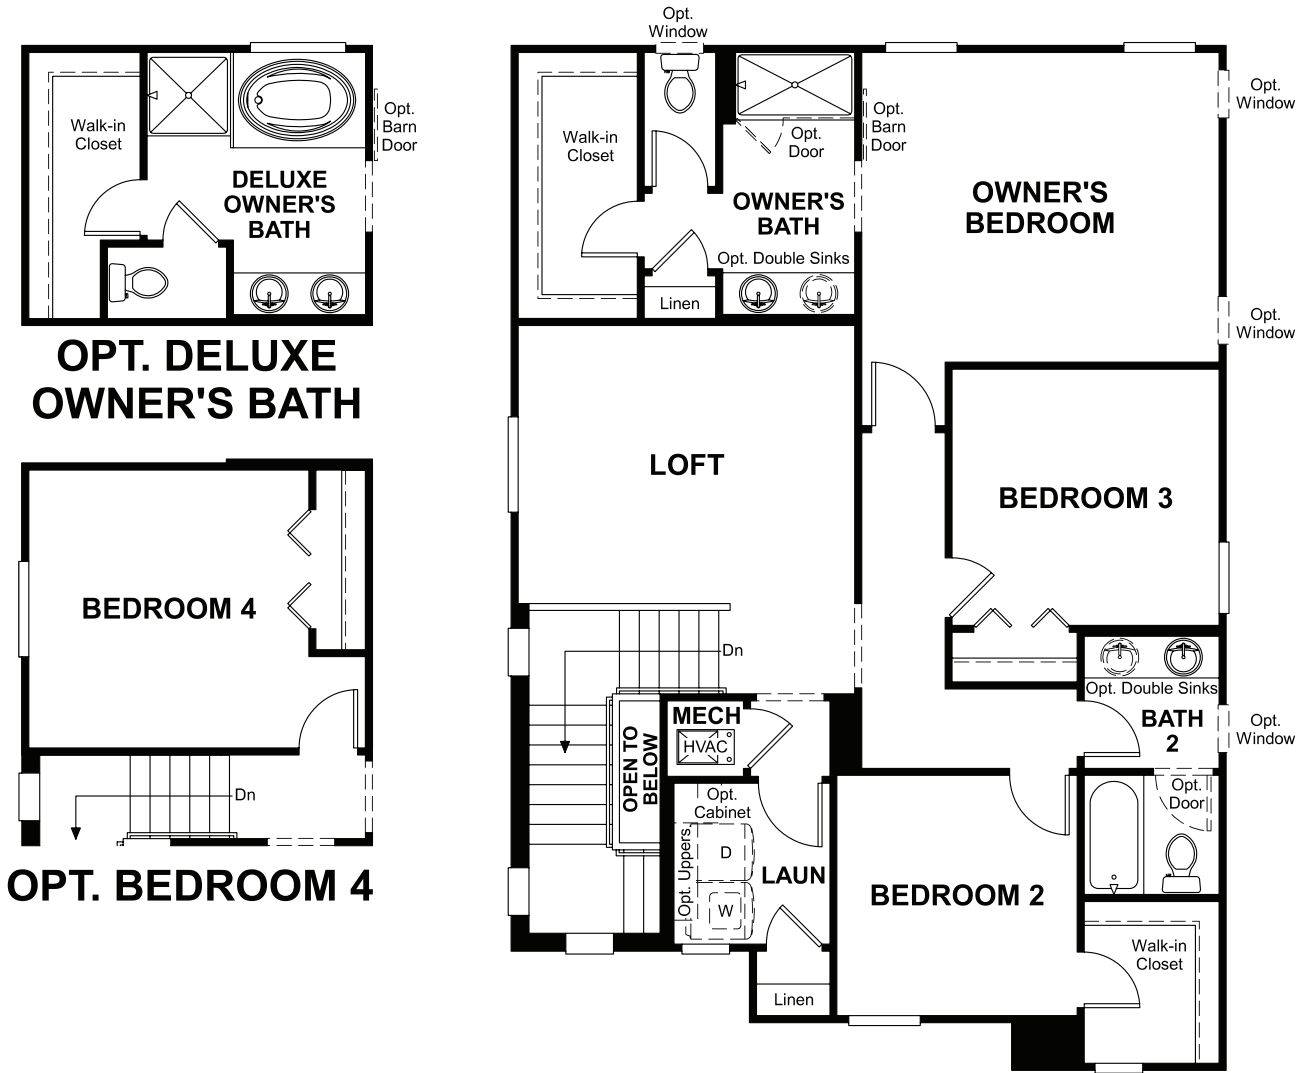 Walk-in
Closet
Opt.
Barn
Door
DELUXE
OWNER'S
BATH
OPT. DELUXE
OWNER'S BATH
BEDROOM 4
Dn
OPT. BEDROOM 4
Opt.
Window
Walk-in
Closet
Opt.
Door
Opt.
Barn
Door
OWNER'S
BATH
Opt. Double Sinks
Linen
OWNER'S
BEDROOM
Opt.
Window
Opt.
Window
LOFT
BEDROOM 3
Dn
OPEN TO
BELOW
MECH
HVAC
Opt.
Cabinet
Opt. Uppers
D
W
LAUN
Linen
BEDROOM 2
Opt. Double Sinks
BATH
2
Opt.
Window
Opt.
Door
Walk-in
Closet